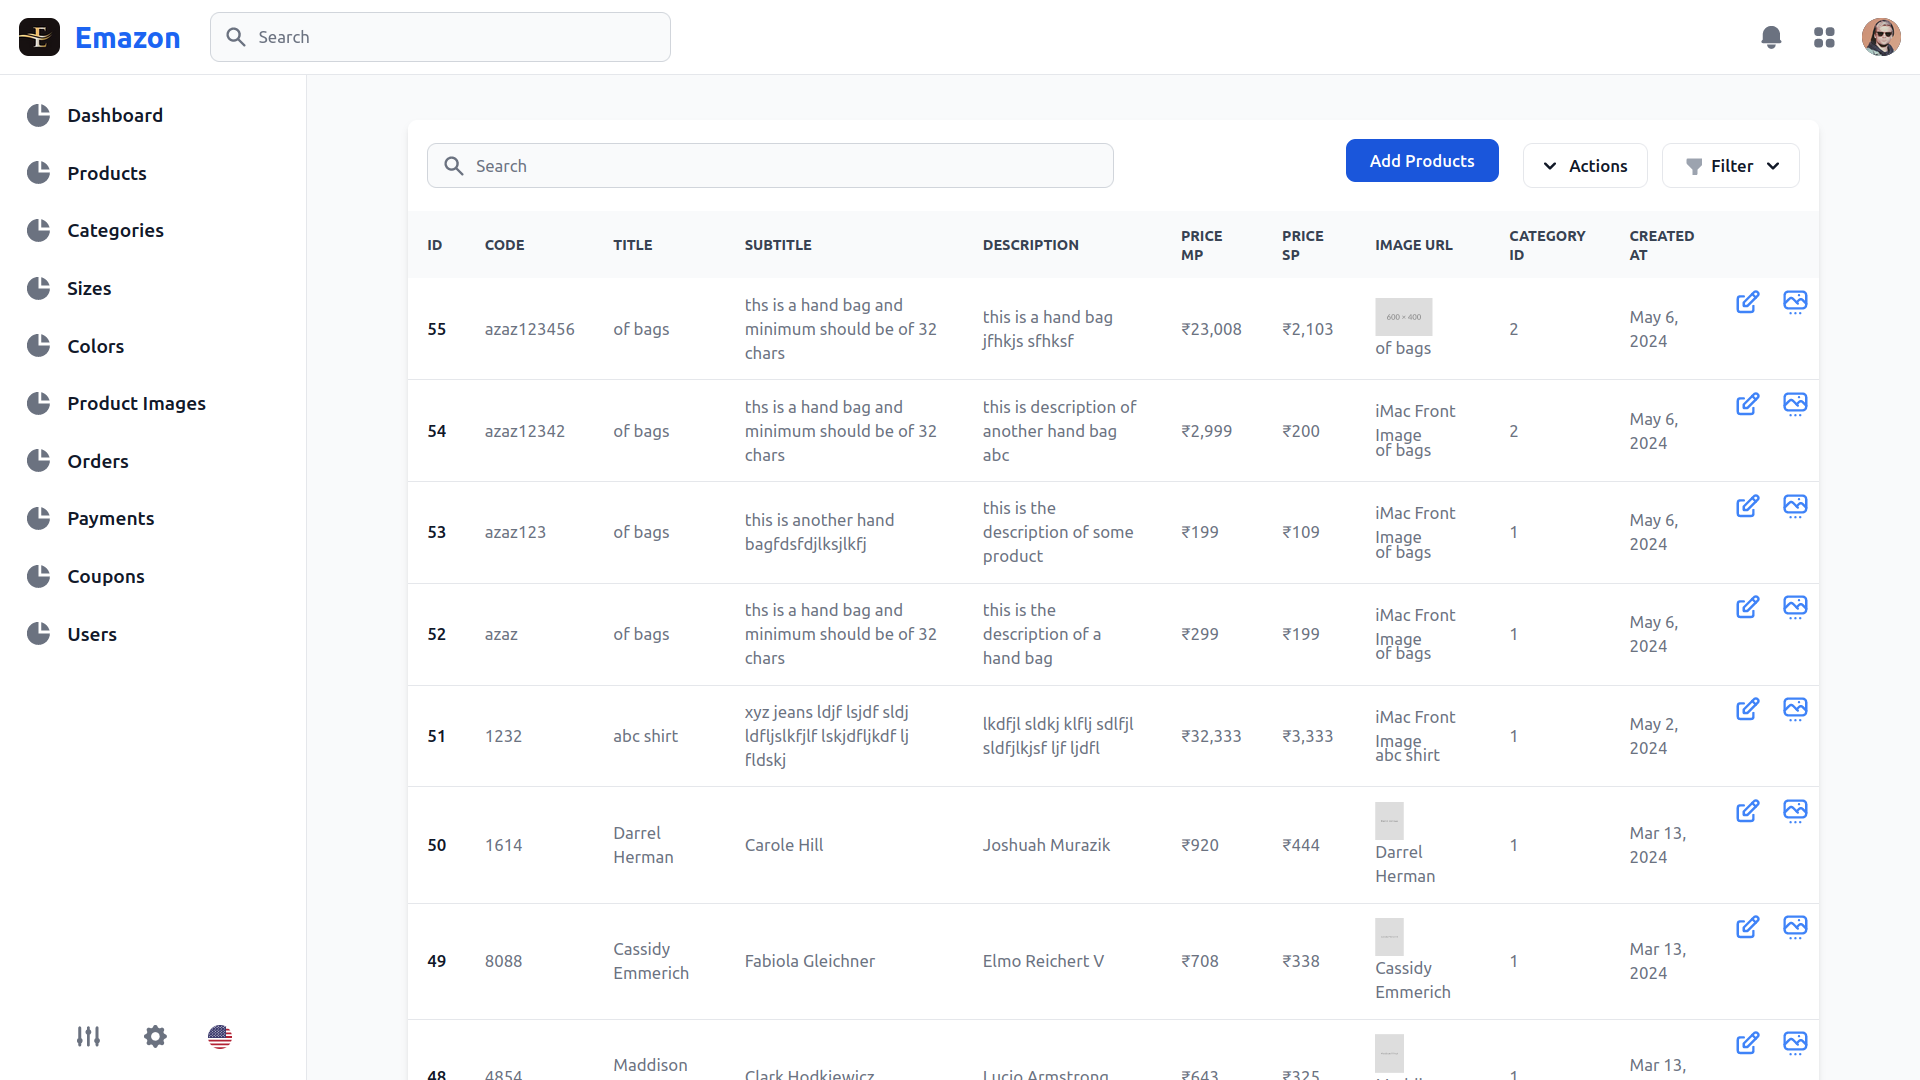 E Emazon
Search
Dashboard
Products
Categories
Sizes
Colors
Product Images
Orders
Payments
Coupons
Users
Search
Add Products
Actions
Filter
ID CODE TITLE SUBTITLE DESCRIPTION PRICE MP PRICE SP IMAGE URL CATEGORY ID CREATED AT
55 azaz123456 of bags
ths is a hand bag and
minimum should be of 32
chars
this is a hand bag
jfhkjs sfhksf
₹23,008 ₹2,103
600 × 400
of bags
2
May 6,
2024
54 azaz12342 of bags
ths is a hand bag and
minimum should be of 32
chars
this is description of
another hand bag
abc
₹2,999 ₹200
iMac Front
Image
of bags
2
May 6,
2024
53 azaz123 of bags
this is another hand
bagfdsfdjlksjlkfj
this is the
description of some
product
₹199 ₹109
iMac Front
Image
of bags
1
May 6,
2024
52 azaz of bags
ths is a hand bag and
minimum should be of 32
chars
this is the
description of a
hand bag
₹299 ₹199
iMac Front
Image
of bags
1
May 6,
2024
51 1232 abc shirt
xyz jeans ldjf lsjdf sldj
ldfljslkfjlf lskjdfljkdf lj
fldskj
lkdfjl sldkj klflj sdlfjl
sldfjlkjsf ljf ljdfl
₹32,333 ₹3,333
iMac Front
Image
abc shirt
1
May 2,
2024
50 1614
Darrel
Herman
Carole Hill Joshuah Murazik ₹920 ₹444
Darrel
Herman
1
Mar 13,
2024
49 8088
Cassidy
Emmerich
Fabiola Gleichner Elmo Reichert V ₹708 ₹338
Cassidy
Emmerich
1
Mar 13,
2024
48 4854
Maddison
Clark Hodkiewicz Lucio Armstrong ₹643 ₹325
1
Mar 13,